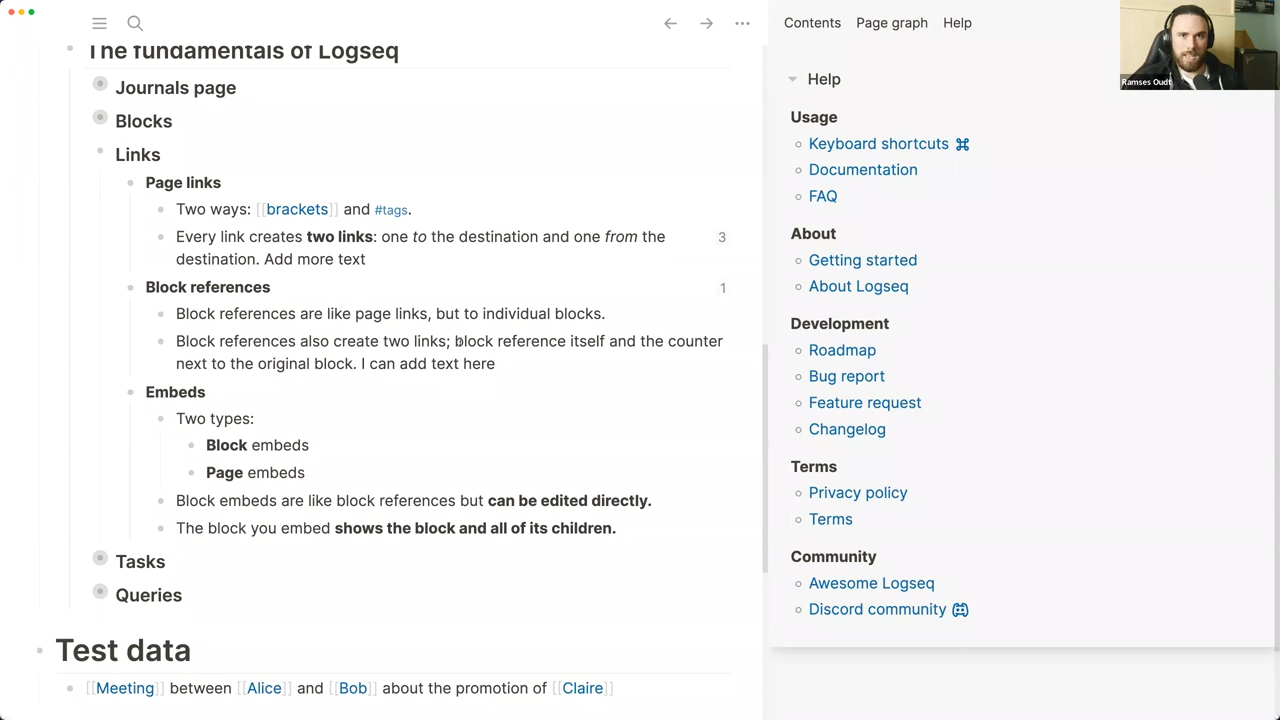 The fundamentals of Logseq
Journals page
Blocks
Links
Page links
Two ways: [[brackets]] and #tags.
Every link creates two links: one to the destination and one from the 3
destination. Add more text
Block references 1
Block references are like page links, but to individual blocks.
Block references also create two links; block reference itself and the counter
next to the original block. I can add text here
Embeds
Two types:
Block embeds
Page embeds
Block embeds are like block references but can be edited directly.
The block you embed shows the block and all of its children.
Tasks
Queries
Test data
[[Meeting]] between [[Alice]] and [[Bob]] about the promotion of [[Claire]]
Contents Page graph Help
Help
Usage
Keyboard shortcuts ⌘
Documentation
FAQ
About
Getting started
About Logseq
Development
Roadmap
Bug report
Feature request
Changelog
Terms
Privacy policy
Terms
Community
Awesome Logseq
Discord community
Ramses Oudt